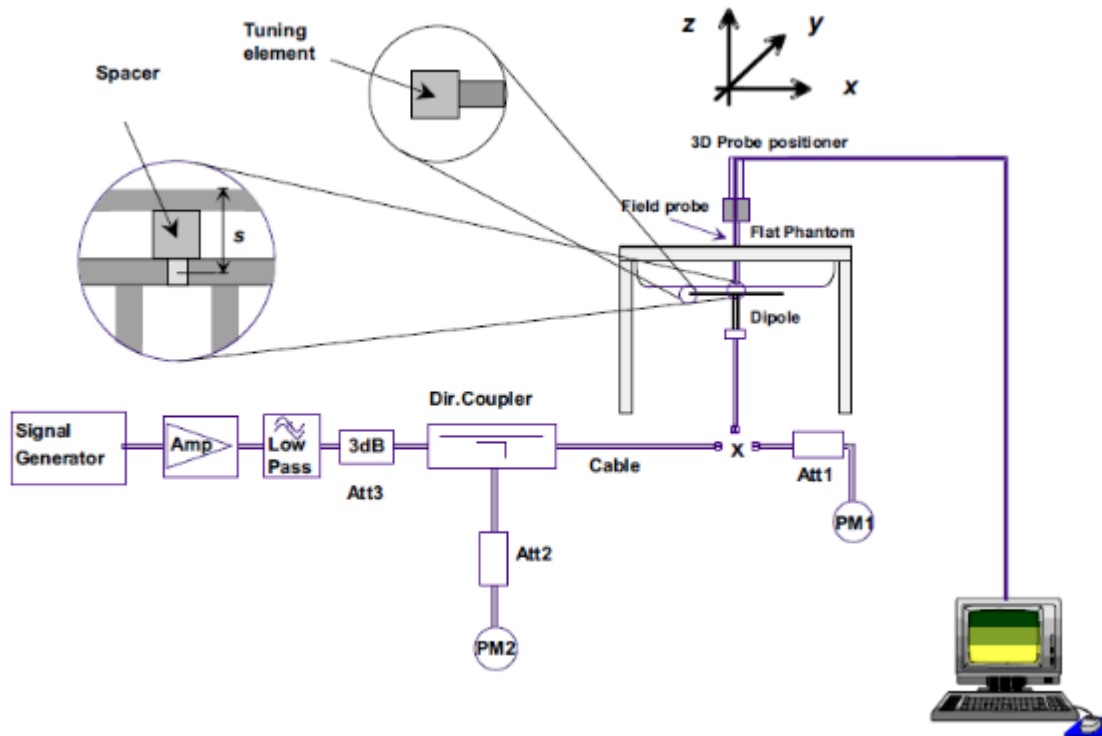 Tuning
element
Spacer
s
z
y
x
3D Probe positioner
Field probe
Flat Phantom
Dipole
Dir.Coupler
Signal
Generator
Amp
Low
Pass
3dB
Att3
Cable
X
Att1
PM1
Att2
PM2